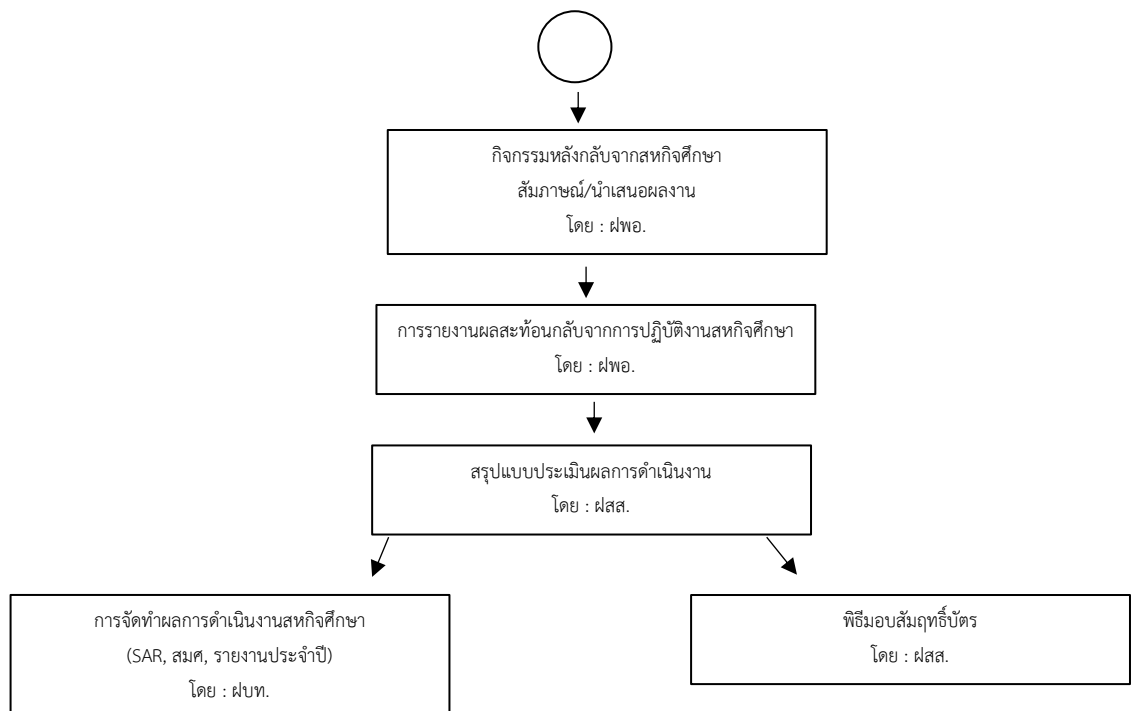 กิจกรรมหลังกลับจากสหกิจศึกษา
สัมภาษณ์/นำเสนอผลงาน
โดย : ฝพอ.
การรายงานผลสะท้อนกลับจากการปฏิบัติงานสหกิจศึกษา
โดย : ฝพอ.
สรุปแบบประเมินผลการดำเนินงาน
โดย : ฝสส.
การจัดทำผลการดำเนินงานสหกิจศึกษา
(SAR, สมศ, รายงานประจำปี)
โดย : ฝบท.
พิธีมอบสัมฤทธิ์บัตร
โดย : ฝสส.